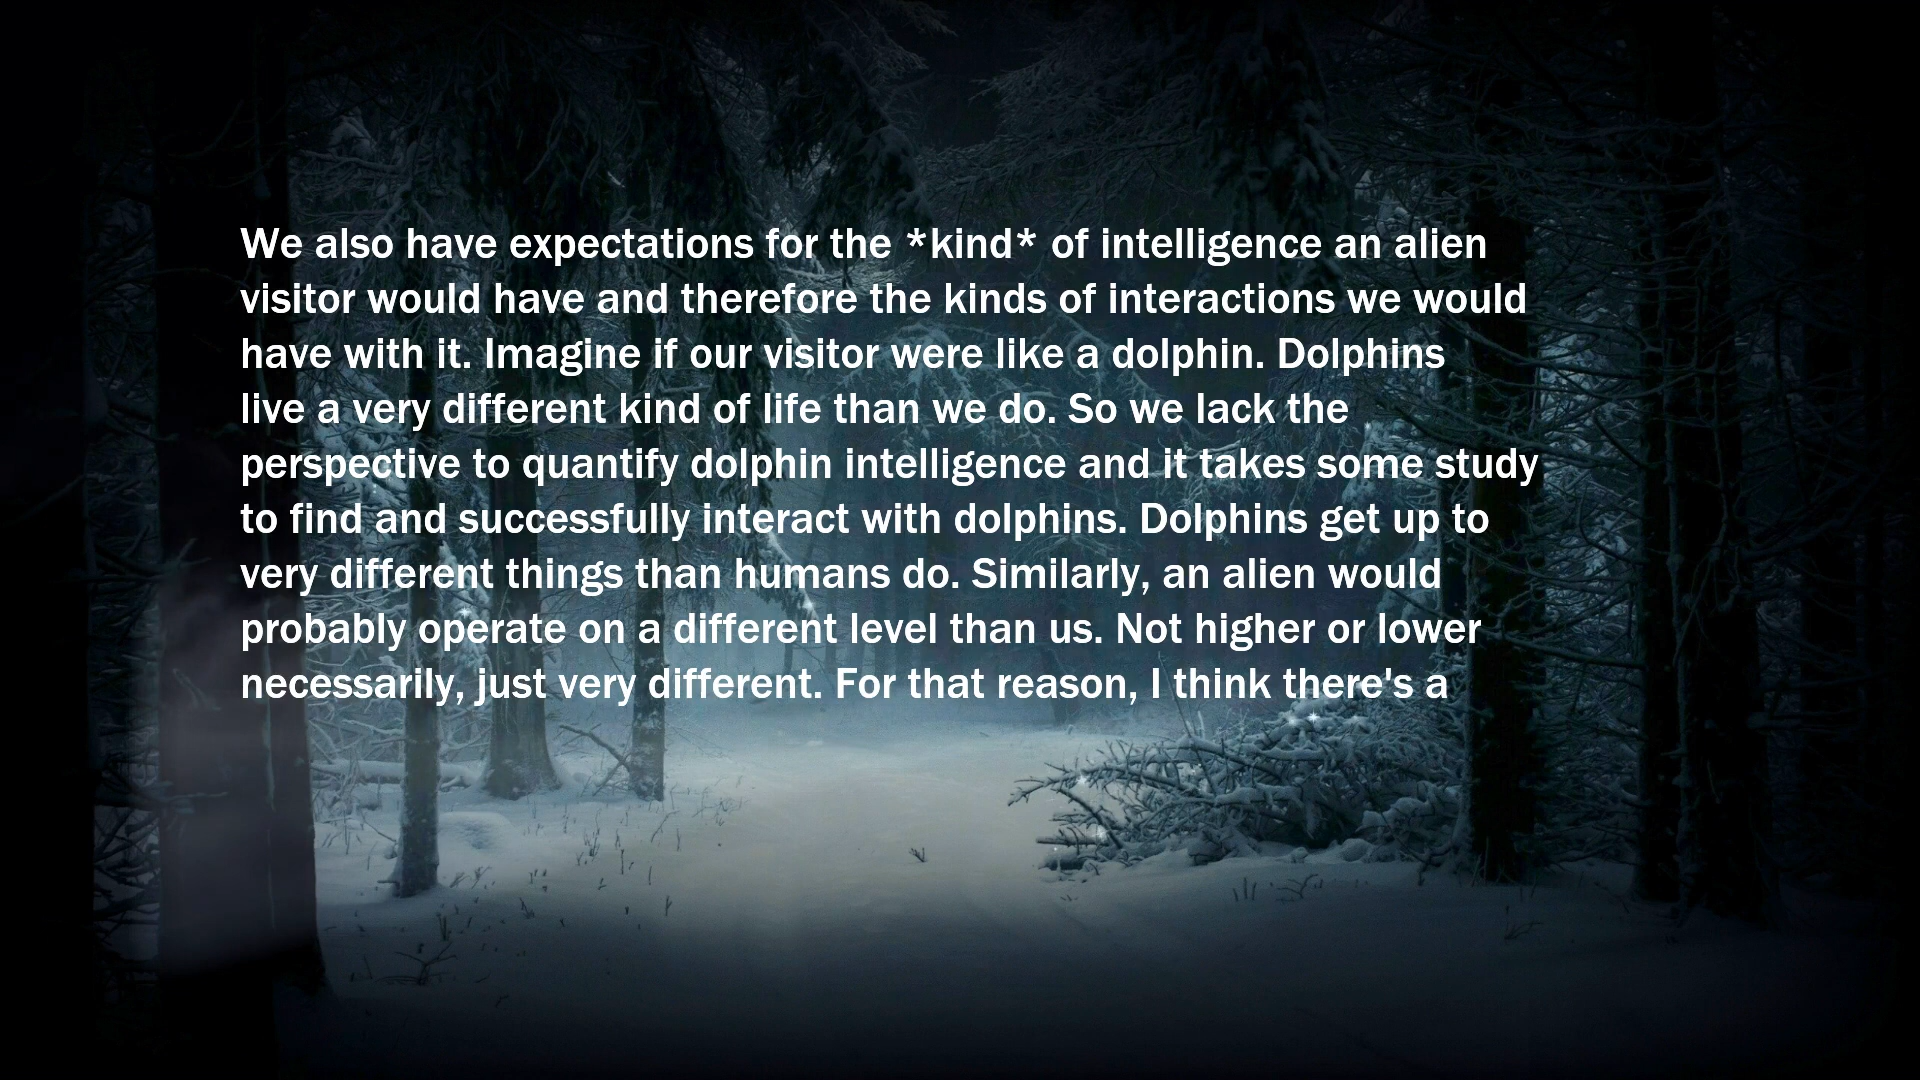 We also have expectations for the *kind* of intelligence an alien
visitor would have and therefore the kinds of interactions we would
have with it. Imagine if our visitor were like a dolphin. Dolphins
live a very different kind of life than we do. So we lack the
perspective to quantify dolphin intelligence and it takes some study
to find and successfully interact with dolphins. Dolphins get up to
very different things than humans do. Similarly, an alien would
probably operate on a different level than us. Not higher or lower
necessarily, just very different. For that reason, I think there's a